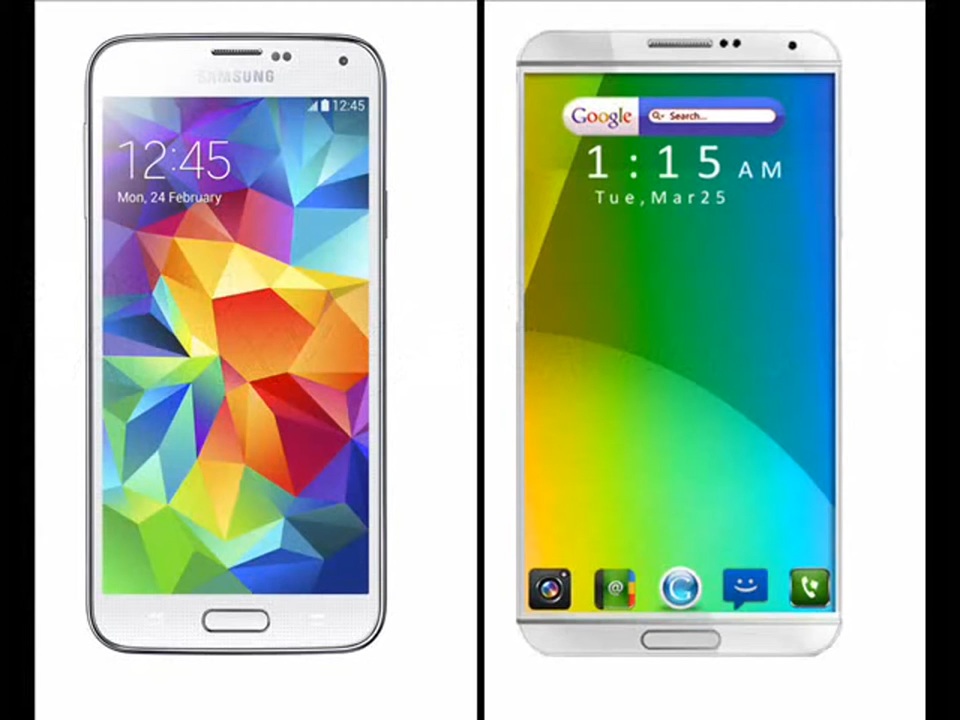 SAMSUNG
12:45
12:45
Mon, 24 February
Google Search...
1:15 AM
Tue,Mar25
@
G